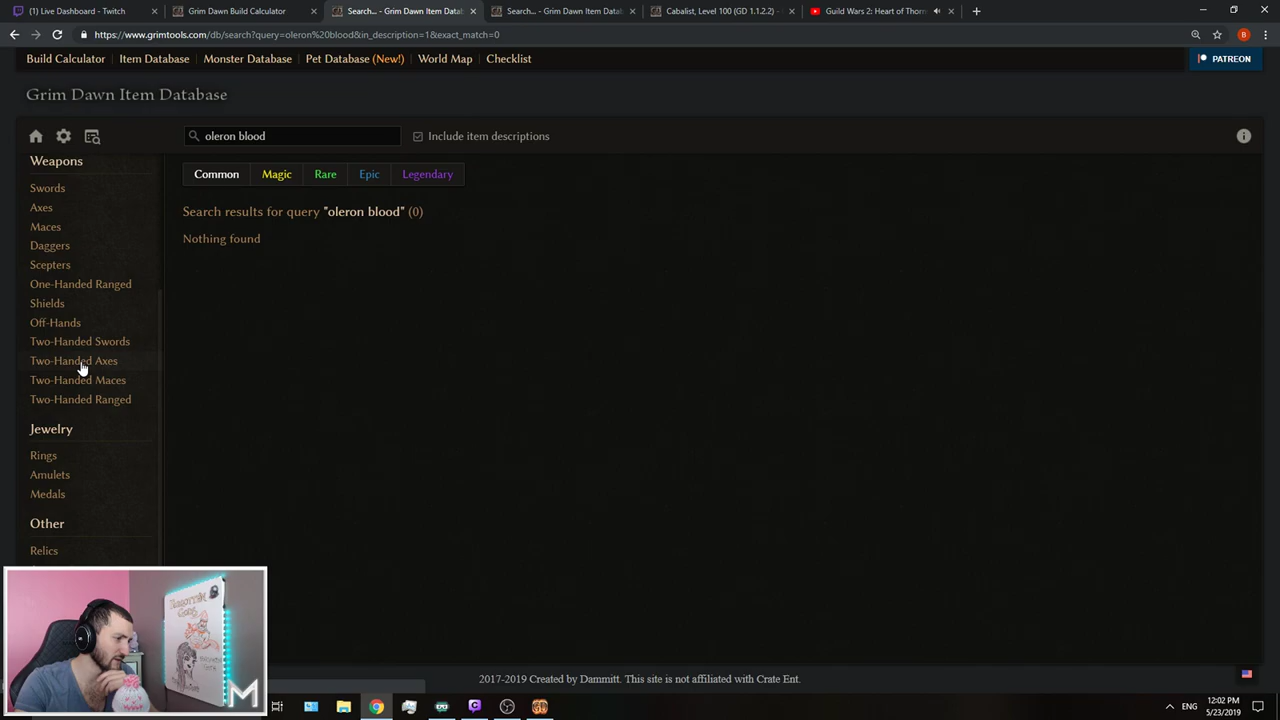 (1) Live Dashboard - Twitch
Grim Dawn Build Calculator
Search... - Grim Dawn Item Datab
Search... - Grim Dawn Item Datab
Cabalist, Level 100 (GD 1.1.2.2) -
Guild Wars 2: Heart of Thorn
https://www.grimtools.com/db/search?query=oleron%20blood&in_description=1&exact_match=0
Build Calculator
Item Database
Monster Database
Pet Database (New!)
World Map
Checklist
PATREON
Grim Dawn Item Database
oleron blood
Include item descriptions
Weapons
Common
Magic
Rare
Epic
Legendary
Swords
Axes
Search results for query "oleron blood" (0)
Maces
Nothing found
Daggers
Scepters
One-Handed Ranged
Shields
Off-Hands
Two-Handed Swords
Two-Handed Axes
Two-Handed Maces
Two-Handed Ranged
Jewelry
Rings
Amulets
Medals
Other
Relics
2017-2019 Created by Dammitt. This site is not affiliated with Crate Ent.
M
ENG
12:02 PM
5/23/2019